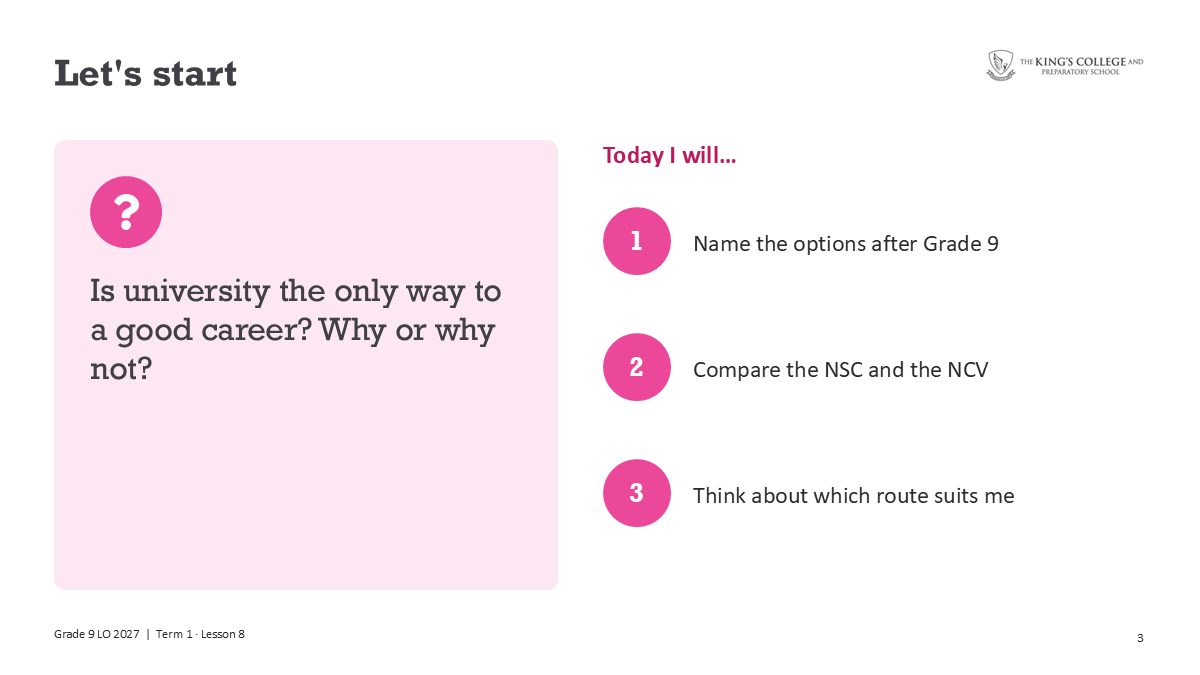 Let's start
THE KING'S COLLEGE AND
PREPARATORY SCHOOL
?
Is university the only way to
a good career? Why or why
not?
Today I will...
1
Name the options after Grade 9
2
Compare the NSC and the NCV
3
Think about which route suits me
Grade 9 LO 2027 | Term 1 · Lesson 8
3